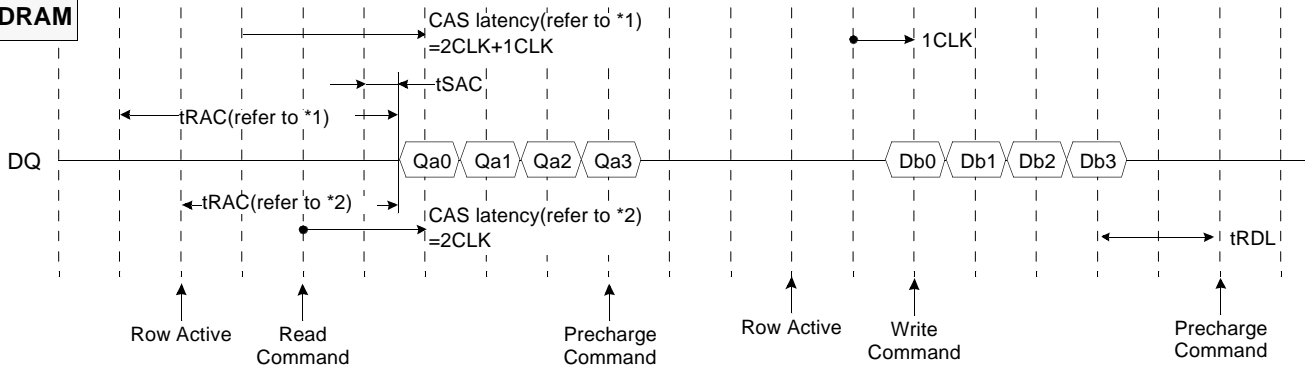 DRAM
CAS latency(refer to *1)
=2CLK+1CLK
1CLK
tSAC
tRAC(refer to *1)
DQ
Qa0 Qa1 Qa2 Qa3
Db0 Db1 Db2 Db3
tRAC(refer to *2)
CAS latency(refer to *2)
=2CLK
tRDL
Row Active
Read
Command
Precharge
Command
Row Active
Write
Command
Precharge
Command